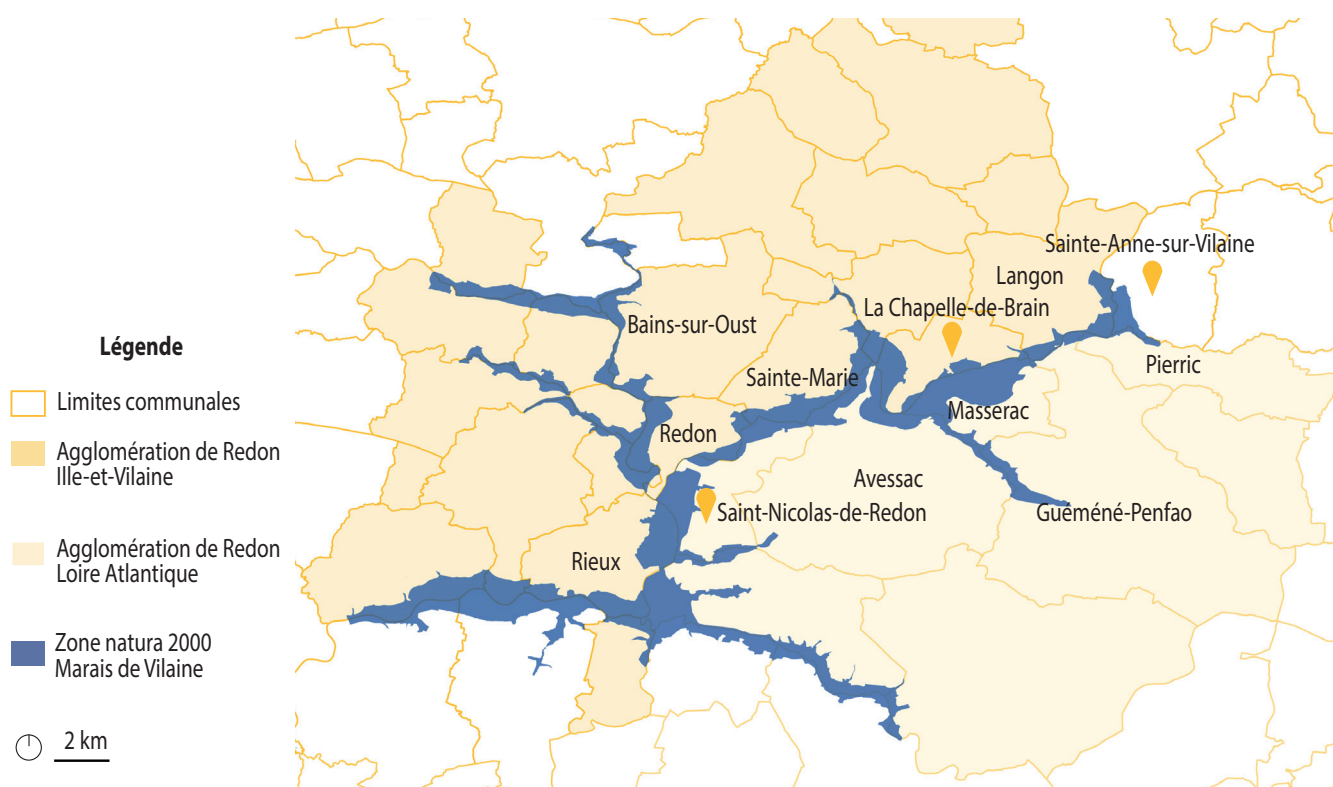 Légende
Limites communales
Agglomération de Redon
Ille-et-Vilaine
Agglomération de Redon
Loire Atlantique
Zone natura 2000
Marais de Vilaine
2 km
Sainte-Anne-sur-Vilaine
Langon
La Chapelle-de-Brain
Bains-sur-Oust
Pierric
Sainte-Marie
Masserac
Redon
Avessac
Saint-Nicolas-de-Redon
Guéméné-Penfao
Rieux